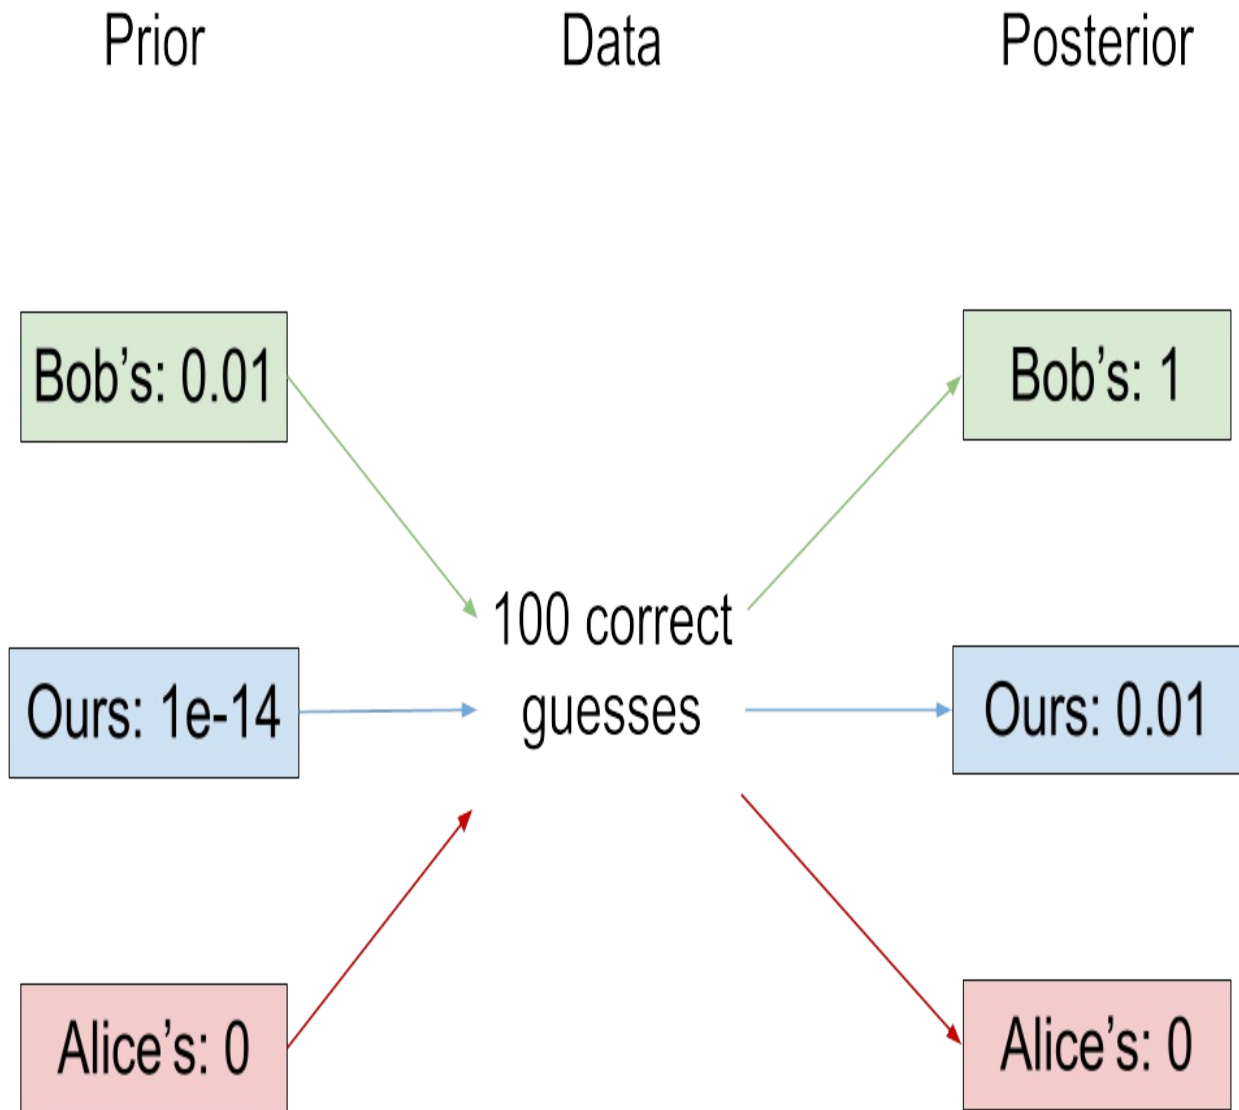 Prior
Data
Posterior
Bob's: 0.01
Bob's: 1
100 correct
guesses
Ours: 1e-14
Ours: 0.01
Alice's: 0
Alice's: 0